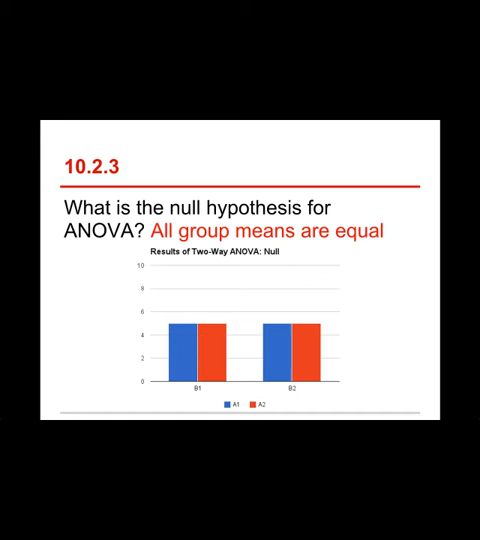 10.2.3
What is the null hypothesis for
ANOVA? All group means are equal
Results of Two-Way ANOVA: Null
10
8
6
4
2
0
B1 B2
A1 A2